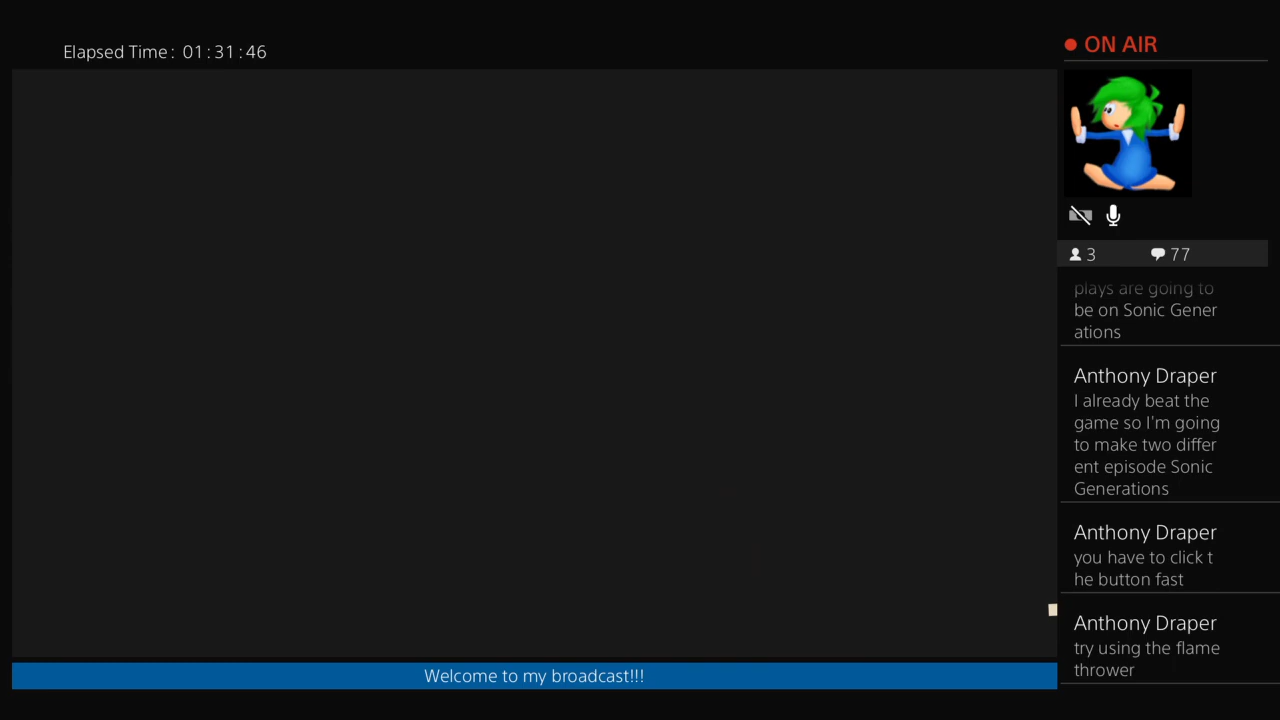 Elapsed Time: 01:31:46
ON AIR
3 77
plays are going to
be on Sonic Gener
ations
Anthony Draper
I already beat the
game so I'm going
to make two differ
ent episode Sonic
Generations
Anthony Draper
you have to click t
he button fast
Anthony Draper
try using the flame
thrower
Welcome to my broadcast!!!